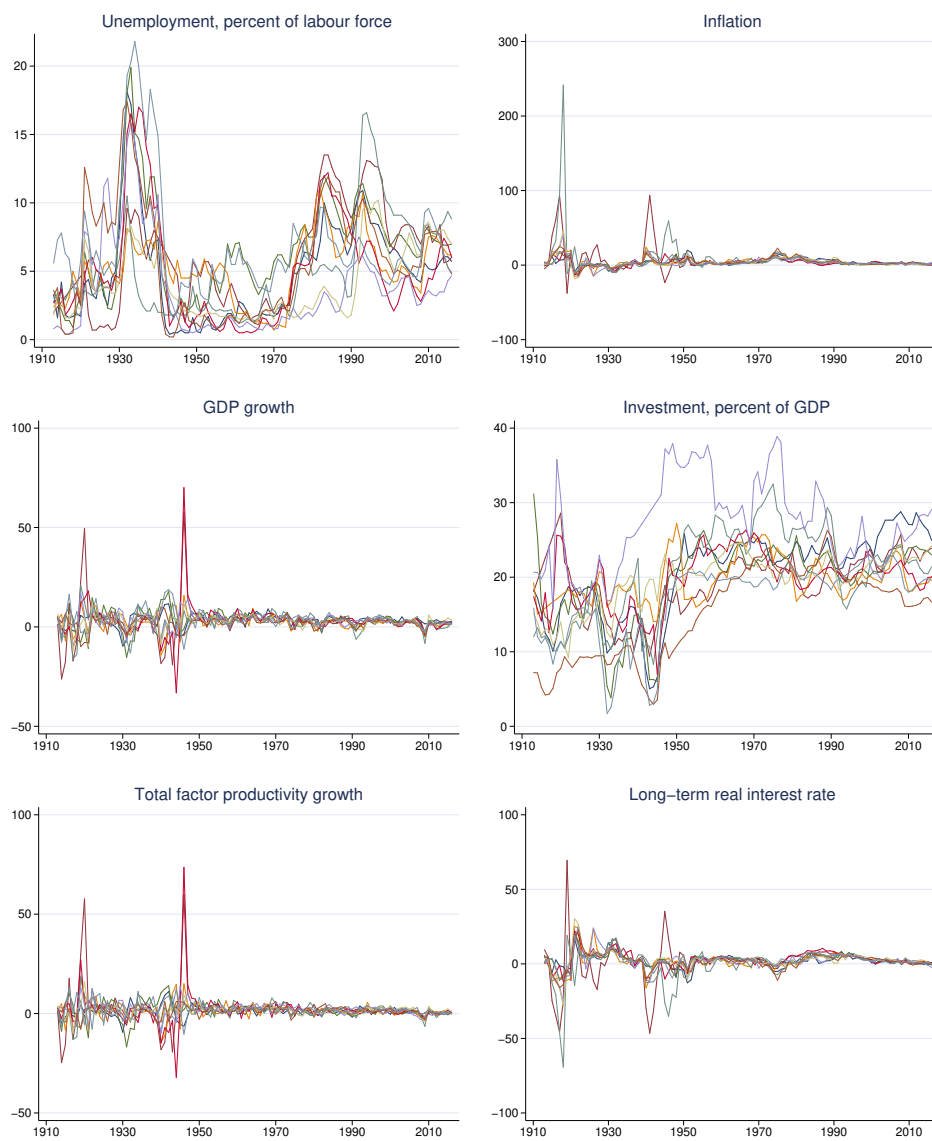 Unemployment, percent of labour force
20
15
10
5
0
1910 1930 1950 1970 1990 2010
Inflation
300
200
100
0
−100
1910 1930 1950 1970 1990 2010
GDP growth
100
50
0
−50
1910 1930 1950 1970 1990 2010
Investment, percent of GDP
40
30
20
10
0
1910 1930 1950 1970 1990 2010
Total factor productivity growth
100
50
0
−50
1910 1930 1950 1970 1990 2010
Long−term real interest rate
100
50
0
−50
−100
1910 1930 1950 1970 1990 2010